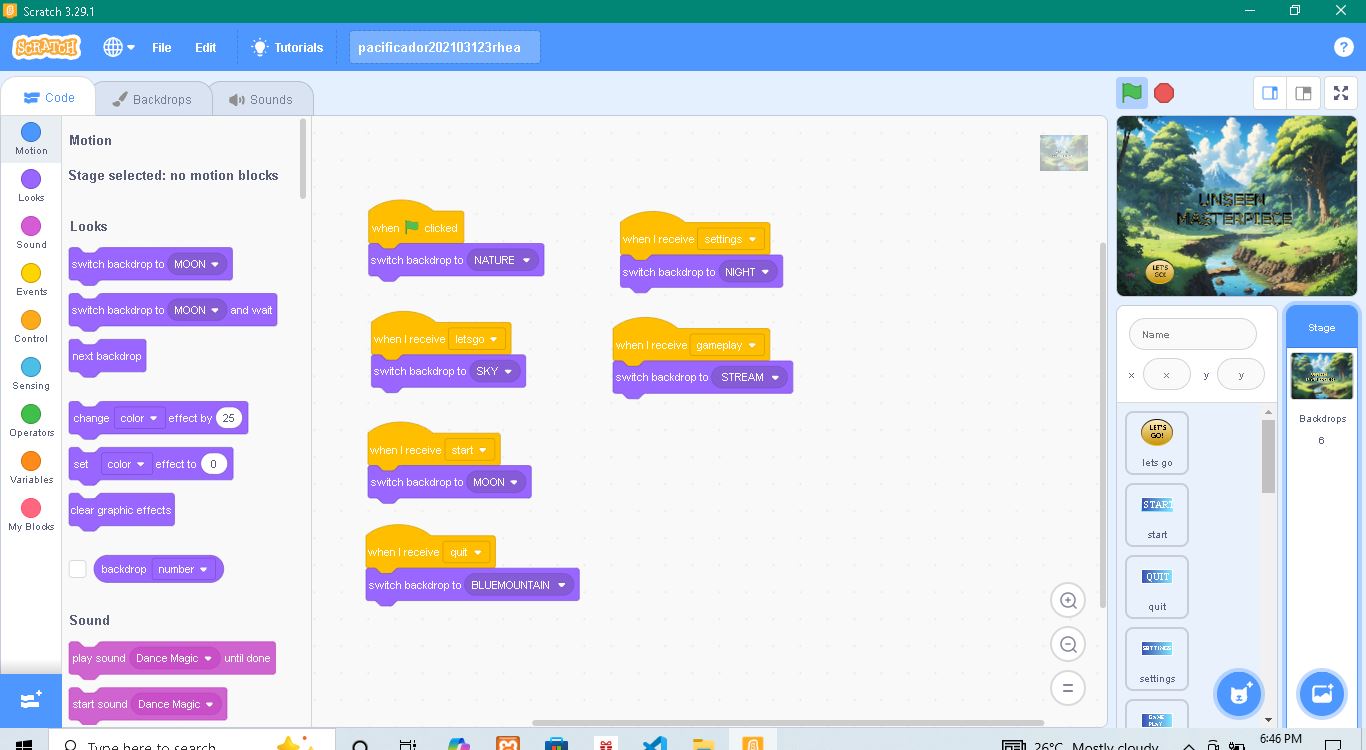 Scratch 3.29.1
SCRATCH
File
Edit
Tutorials
pacificador202103123rhea
?
Code
Backdrops
Sounds
Motion
Looks
Sound
Events
Control
Sensing
Operators
Variables
My Blocks
Motion
Stage selected: no motion blocks
Looks
switch backdrop to MOON
switch backdrop to MOON and wait
next backdrop
change color effect by 25
set color effect to 0
clear graphic effects
backdrop number
Sound
play sound Dance Magic until done
start sound Dance Magic
when clicked
switch backdrop to NATURE
when I receive letsgo
switch backdrop to SKY
when I receive start
switch backdrop to MOON
when I receive quit
switch backdrop to BLUEMOUNTAIN
when I receive settings
switch backdrop to NIGHT
when I receive gameplay
switch backdrop to STREAM
=
UNSEEN
MASTERPIECE
LET'S
GO!
Name
x x y y
LET'S
GO!
lets go
START
start
QUIT
quit
SETTINGS
settings
GAME
PLAY
Stage
Backdrops
6
Type here to search
26°C Mostly cloudy
6:46 PM